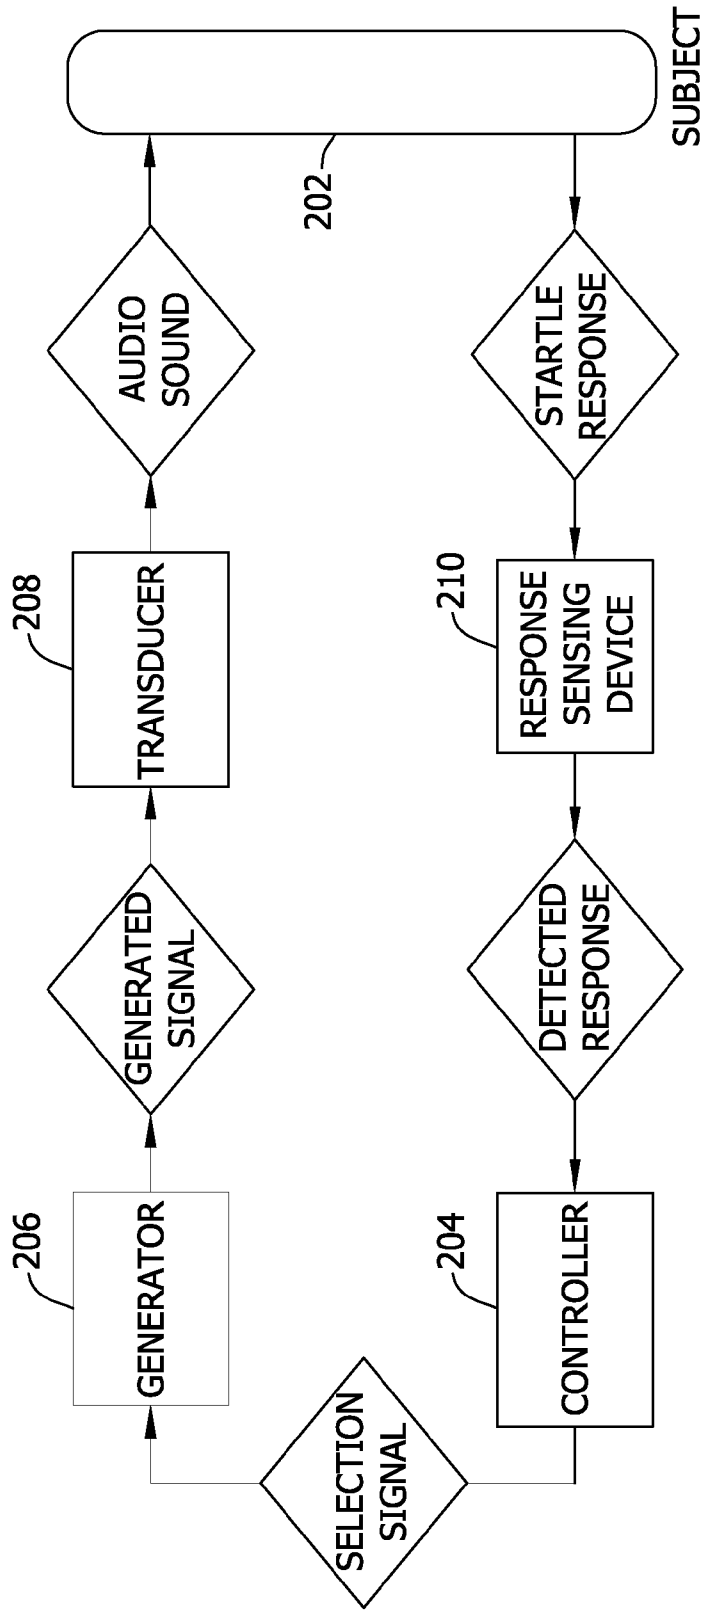 206
GENERATOR
GENERATED
SIGNAL
208
TRANSDUCER
AUDIO
SOUND
SELECTION
SIGNAL
202
204
CONTROLLER
DETECTED
RESPONSE
210
RESPONSE
SENSING
DEVICE
STARTLE
RESPONSE
SUBJECT